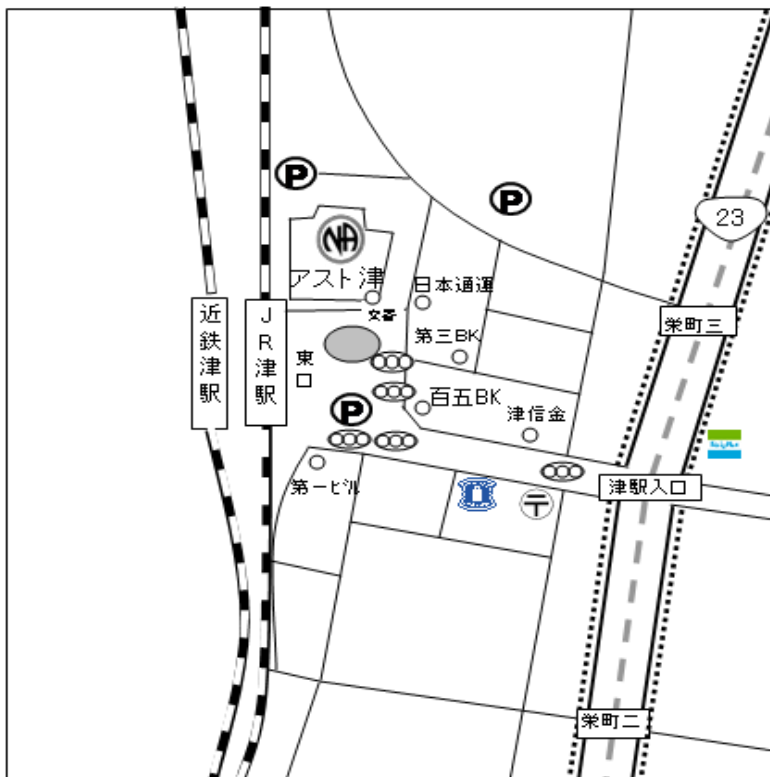 P
P
23
アスト津
日本通運
交番
栄町三
近鉄津駅
JR津駅
東口
第三BK
P
百五BK
津信金
第一ビル
〒
津駅入口
栄町二